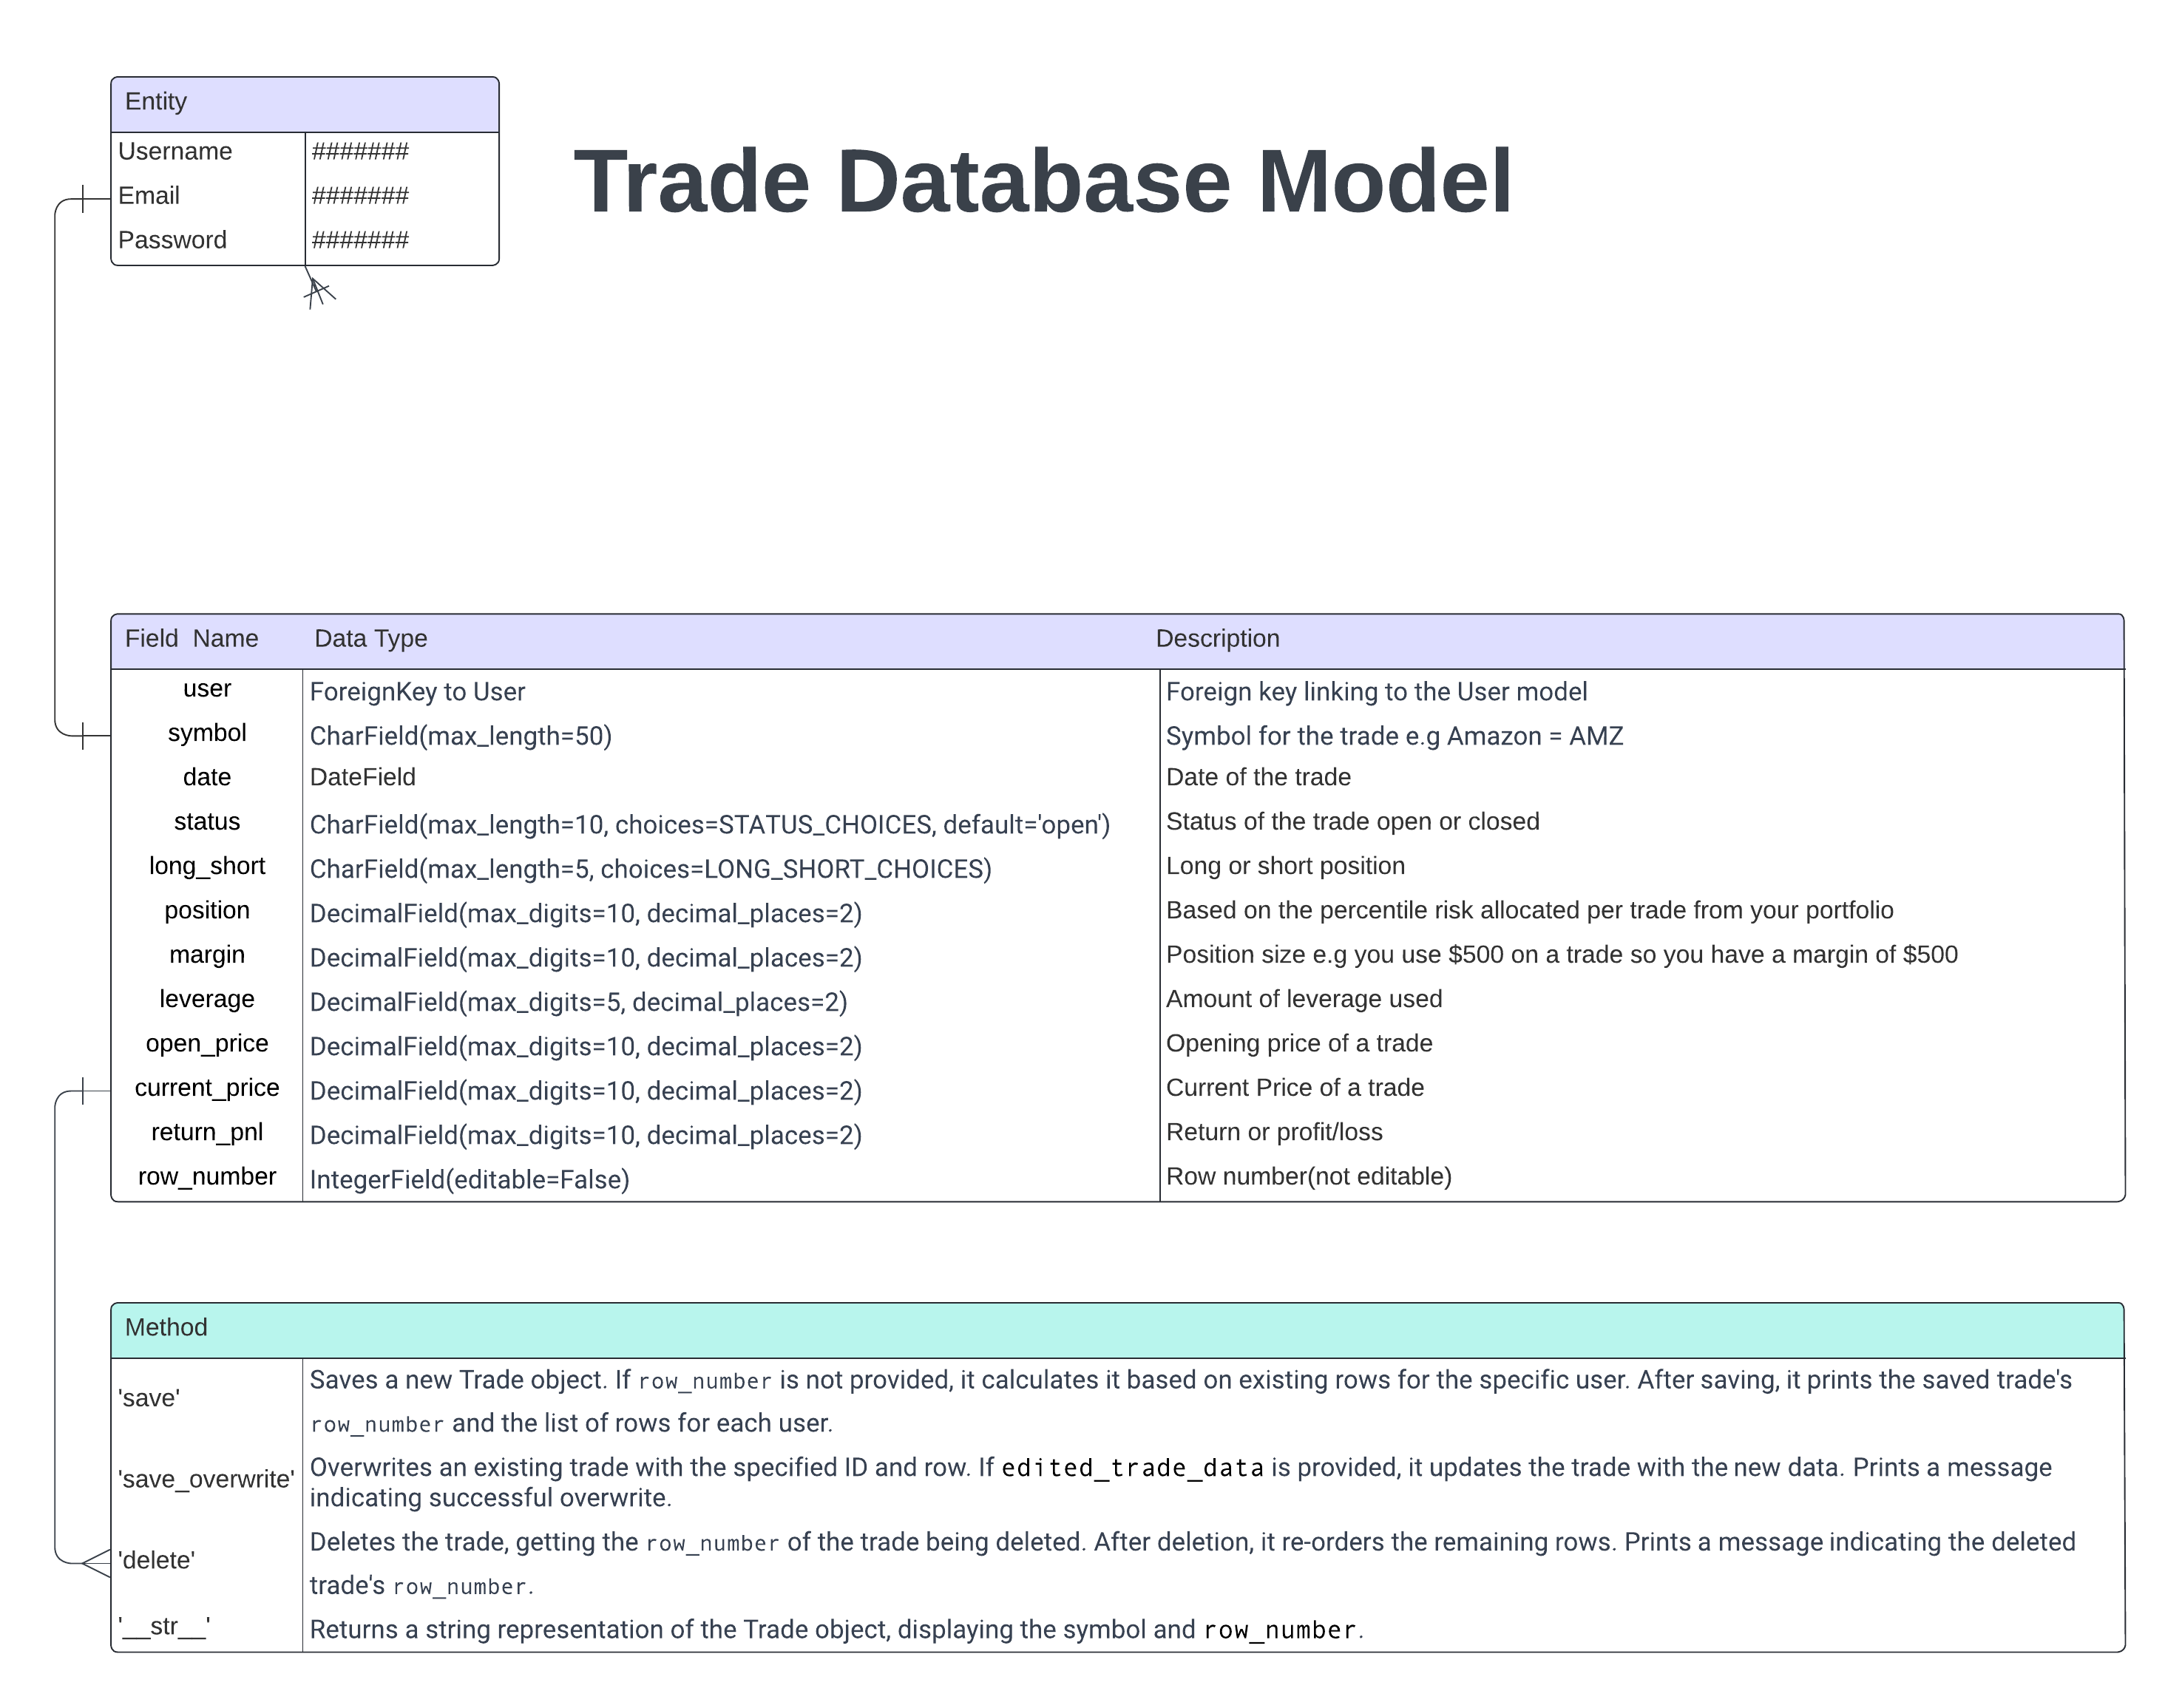 Entity
Username #######
Email #######
Password #######
Trade Database Model
Field  Name Data Type Description
user ForeignKey to User Foreign key linking to the User model
symbol CharField(max_length=50) Symbol for the trade e.g Amazon = AMZ
date DateField Date of the trade
status CharField(max_length=10, choices=STATUS_CHOICES, default='open') Status of the trade open or closed
long_short CharField(max_length=5, choices=LONG_SHORT_CHOICES) Long or short position
position DecimalField(max_digits=10, decimal_places=2) Based on the percentile risk allocated per trade from your portfolio
margin DecimalField(max_digits=10, decimal_places=2) Position size e.g you use $500 on a trade so you have a margin of $500
leverage DecimalField(max_digits=5, decimal_places=2) Amount of leverage used
open_price DecimalField(max_digits=10, decimal_places=2) Opening price of a trade
current_price DecimalField(max_digits=10, decimal_places=2) Current Price of a trade
return_pnl DecimalField(max_digits=10, decimal_places=2) Return or profit/loss
row_number IntegerField(editable=False) Row number(not editable)
Method
'save' Saves a new Trade object. If row_number is not provided, it calculates it based on existing rows for the specific user. After saving, it prints the saved trade's
row_number and the list of rows for each user.
'save_overwrite' Overwrites an existing trade with the specified ID and row. If edited_trade_data is provided, it updates the trade with the new data. Prints a message
indicating successful overwrite.
'delete' Deletes the trade, getting the row_number of the trade being deleted. After deletion, it re-orders the remaining rows. Prints a message indicating the deleted
trade's row_number.
'__str__' Returns a string representation of the Trade object, displaying the symbol and row_number.